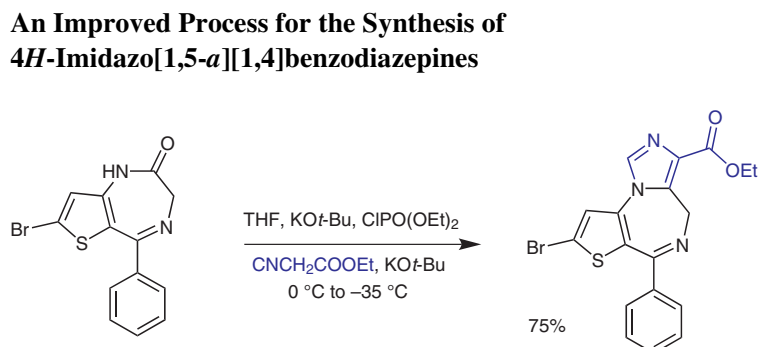 An Improved Process for the Synthesis of
4H-Imidazo[1,5-a][1,4]benzodiazepines
O
HN
N
Br
S
THF, KOt-Bu, ClPO(OEt)2
CNCH2COOEt, KOt-Bu
0 °C to –35 °C
N
O
OEt
N
N
Br
S
75%